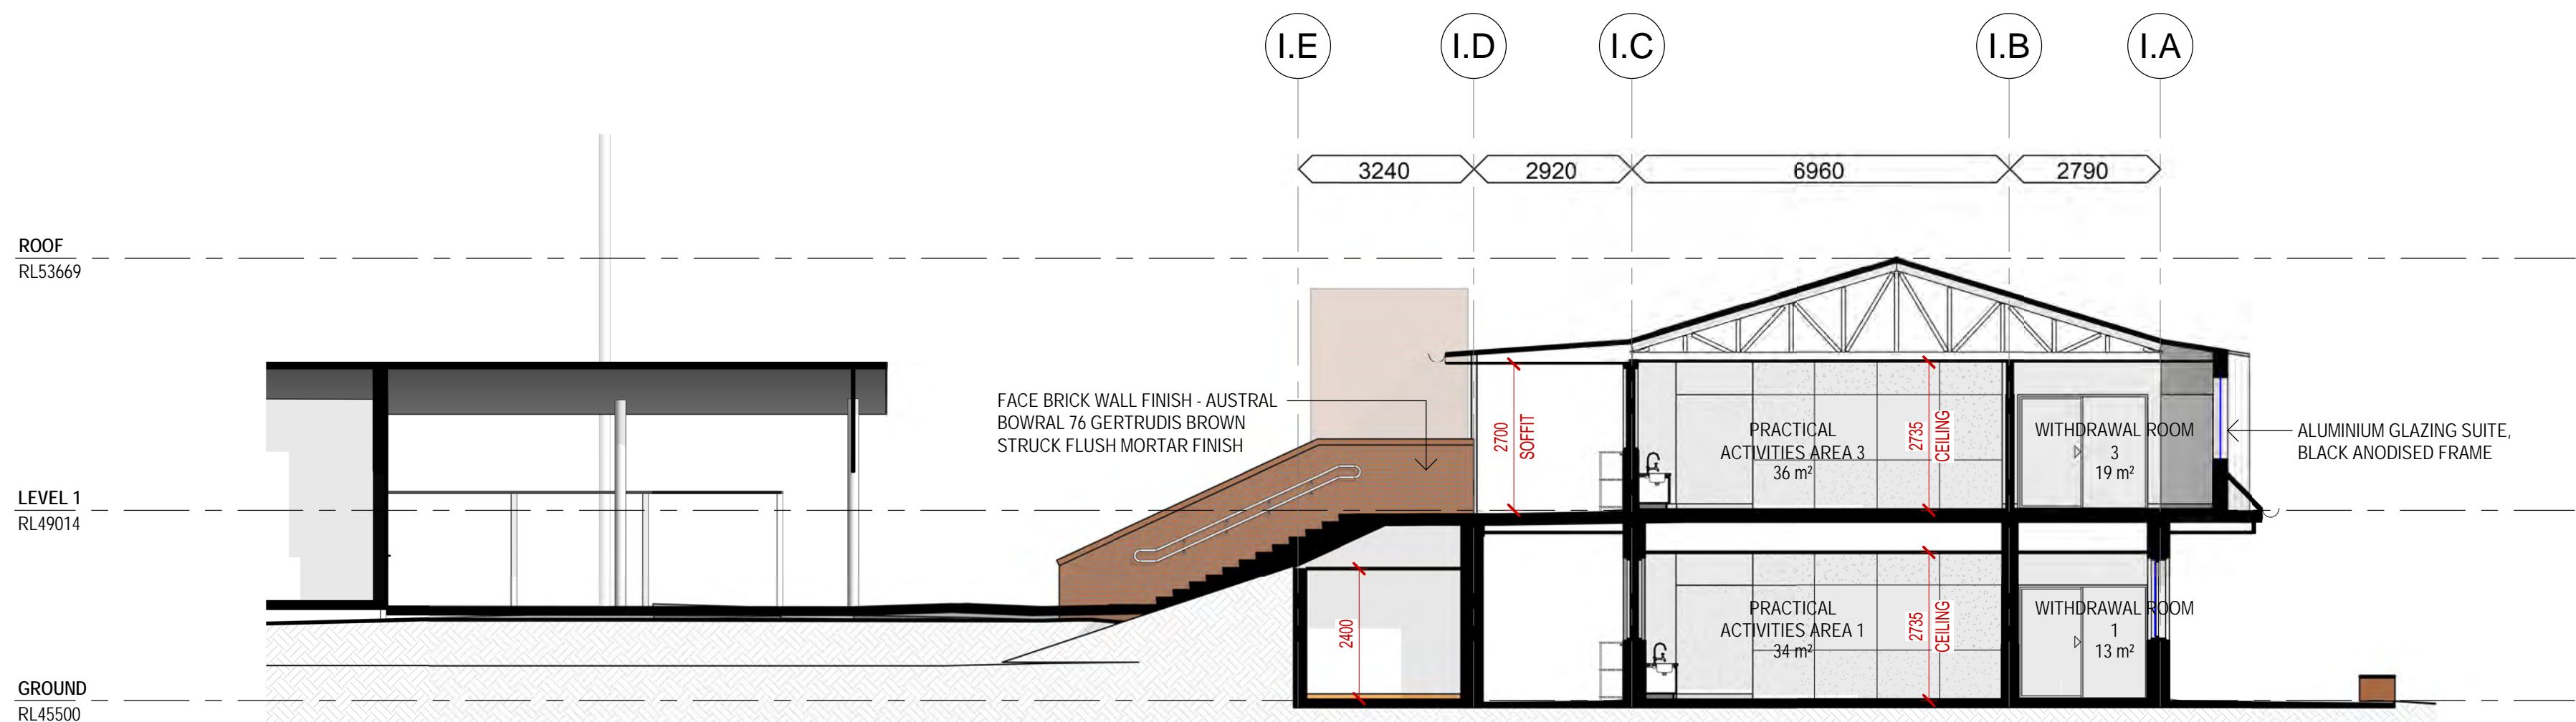 I.E
I.D
I.C
I.B
I.A
3240
2920
6960
2790
ROOF
RL53669
FACE BRICK WALL FINISH - AUSTRAL
BOWRAL 76 GERTRUDIS BROWN
STRUCK FLUSH MORTAR FINISH
2700
SOFFIT
PRACTICAL
ACTIVITIES AREA 3
36 m²
2735
CEILING
WITHDRAWAL ROOM
3
19 m²
ALUMINIUM GLAZING SUITE,
BLACK ANODISED FRAME
LEVEL 1
RL49014
2400
PRACTICAL
ACTIVITIES AREA 1
34 m²
2735
CEILING
WITHDRAWAL ROOM
1
13 m²
GROUND
RL45500